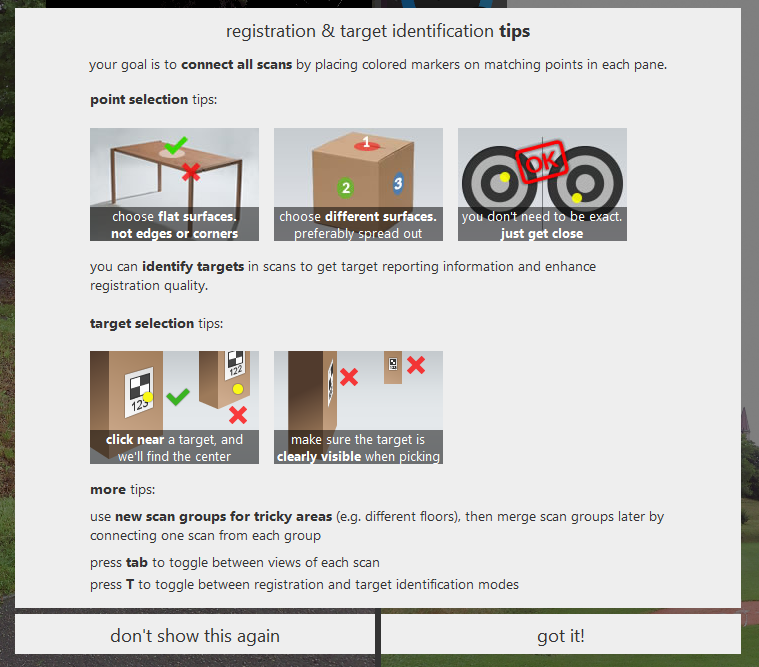 registration & target identification tips
your goal is to connect all scans by placing colored markers on matching points in each pane.
point selection tips:
1
2
3
choose flat surfaces.
not edges or corners
choose different surfaces.
preferably spread out
OK
you don't need to be exact.
just get close
you can identify targets in scans to get target reporting information and enhance
registration quality.
target selection tips:
123
122
click near a target, and
we'll find the center
make sure the target is
clearly visible when picking
more tips:
use new scan groups for tricky areas (e.g. different floors), then merge scan groups later by
connecting one scan from each group
press tab to toggle between views of each scan
press T to toggle between registration and target identification modes
don't show this again
got it!